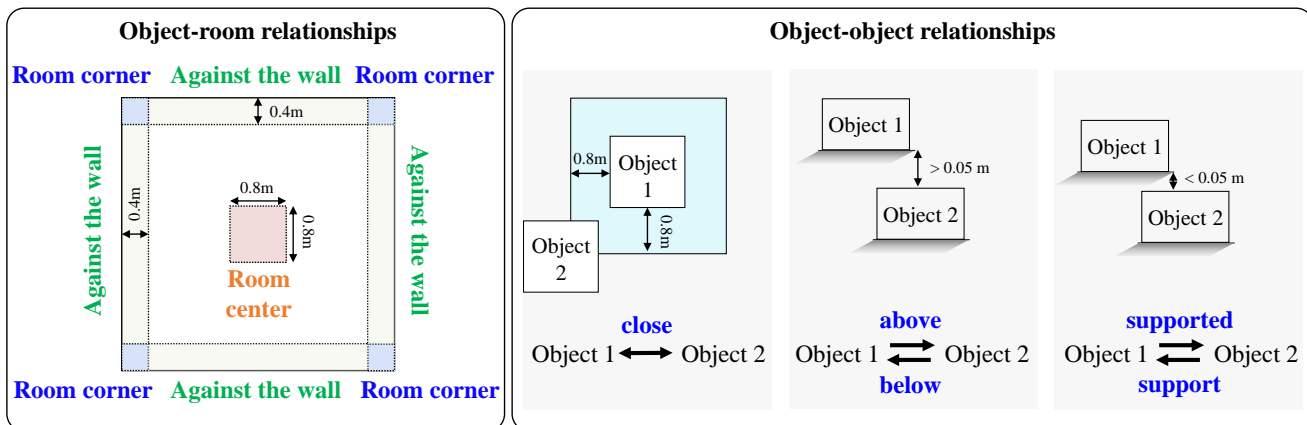 Object-room relationships
Room corner
Against the wall
Room corner
0.4m
Against the wall
0.4m
0.8m
0.8m
Room
center
Against the wall
Room corner
Against the wall
Room corner
Object-object relationships
0.8m
Object
1
0.8m
Object
2
close
Object 1
Object 2
Object 1
> 0.05 m
Object 2
above
Object 1
Object 2
below
Object 1
< 0.05 m
Object 2
supported
Object 1
Object 2
support